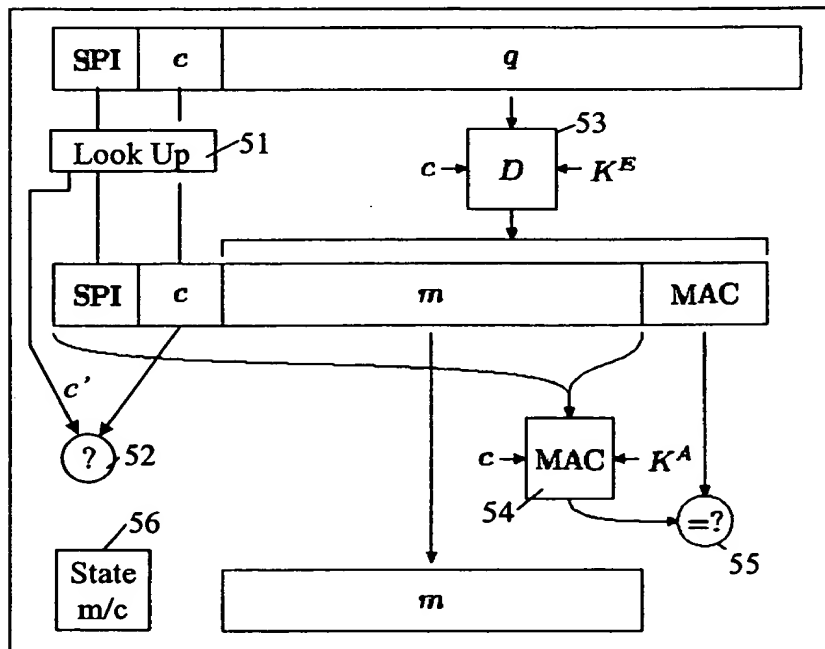 SPI c q
53
51
Look Up
c D K^E
SPI c m MAC
c'
? 52
c MAC K^A
54
=?
55
56
State
m/c
m